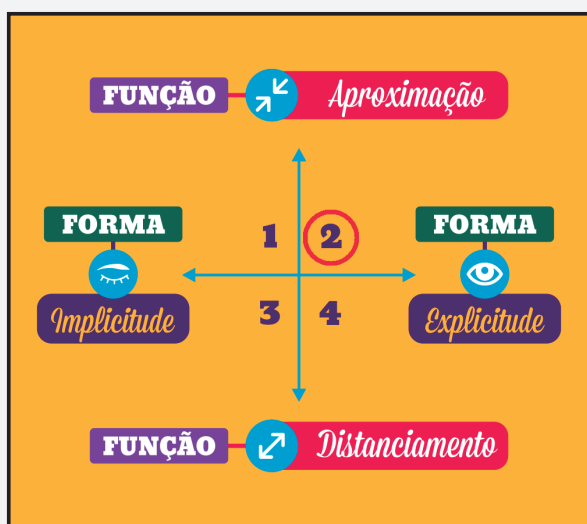 FUNÇÃO Aproximação
FORMA FORMA
1 2
Implicitude Explicitude
3 4
FUNÇÃO Distanciamento